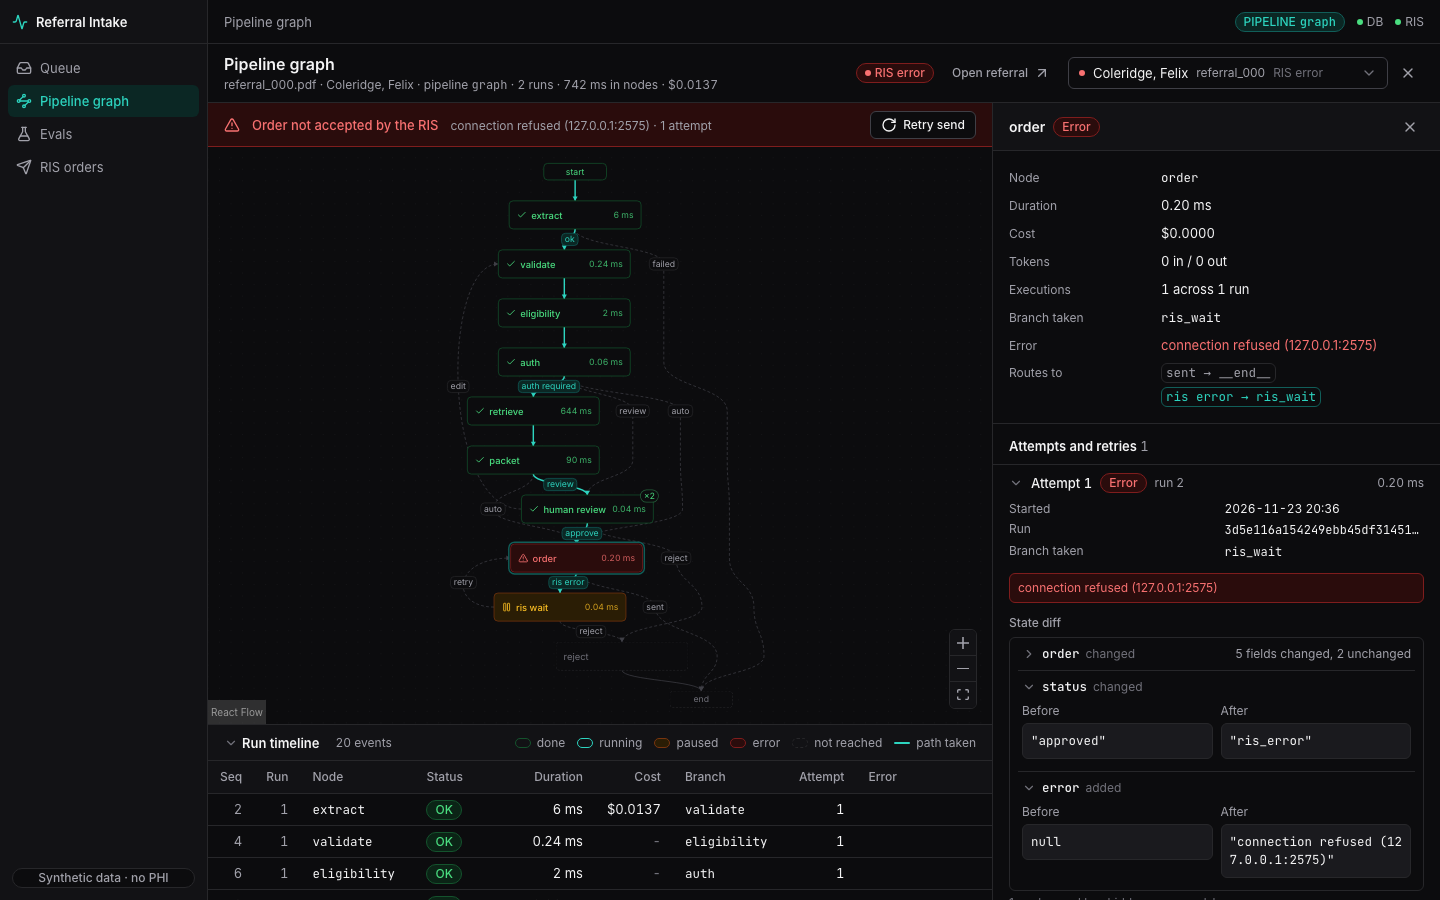 Referral Intake
Queue
Pipeline graph
Evals
RIS orders
Synthetic data · no PHI
Pipeline graph
PIPELINE graph
DB
RIS
Pipeline graph
referral_000.pdf · Coleridge, Felix · pipeline graph · 2 runs · 742 ms in nodes · $0.0137
RIS error
Open referral
Coleridge, Felix referral_000 RIS error
Order not accepted by the RIS connection refused (127.0.0.1:2575) · 1 attempt
Retry send
start
extract 6 ms
ok
validate 0.24 ms
failed
eligibility 2 ms
auth 0.06 ms
edit
auth required
retrieve 644 ms
review
auto
packet 90 ms
review
×2
human review 0.04 ms
auto
approve
order 0.20 ms
reject
retry
ris error
ris wait 0.04 ms
sent
reject
reject
end
React Flow
Run timeline 20 events
done running paused error not reached path taken
Seq Run Node Status Duration Cost Branch Attempt Error
2 1 extract OK 6 ms $0.0137 validate 1
4 1 validate OK 0.24 ms - eligibility 1
6 1 eligibility OK 2 ms - auth 1
order Error
Node order
Duration 0.20 ms
Cost $0.0000
Tokens 0 in / 0 out
Executions 1 across 1 run
Branch taken ris_wait
Error connection refused (127.0.0.1:2575)
Routes to sent → __end__
ris error → ris_wait
Attempts and retries 1
Attempt 1 Error run 2 0.20 ms
Started 2026-11-23 20:36
Run 3d5e116a154249ebb45df31451…
Branch taken ris_wait
connection refused (127.0.0.1:2575)
State diff
order changed 5 fields changed, 2 unchanged
status changed
Before After
"approved" "ris_error"
error added
Before After
null "connection refused (12
7.0.0.1:2575)"